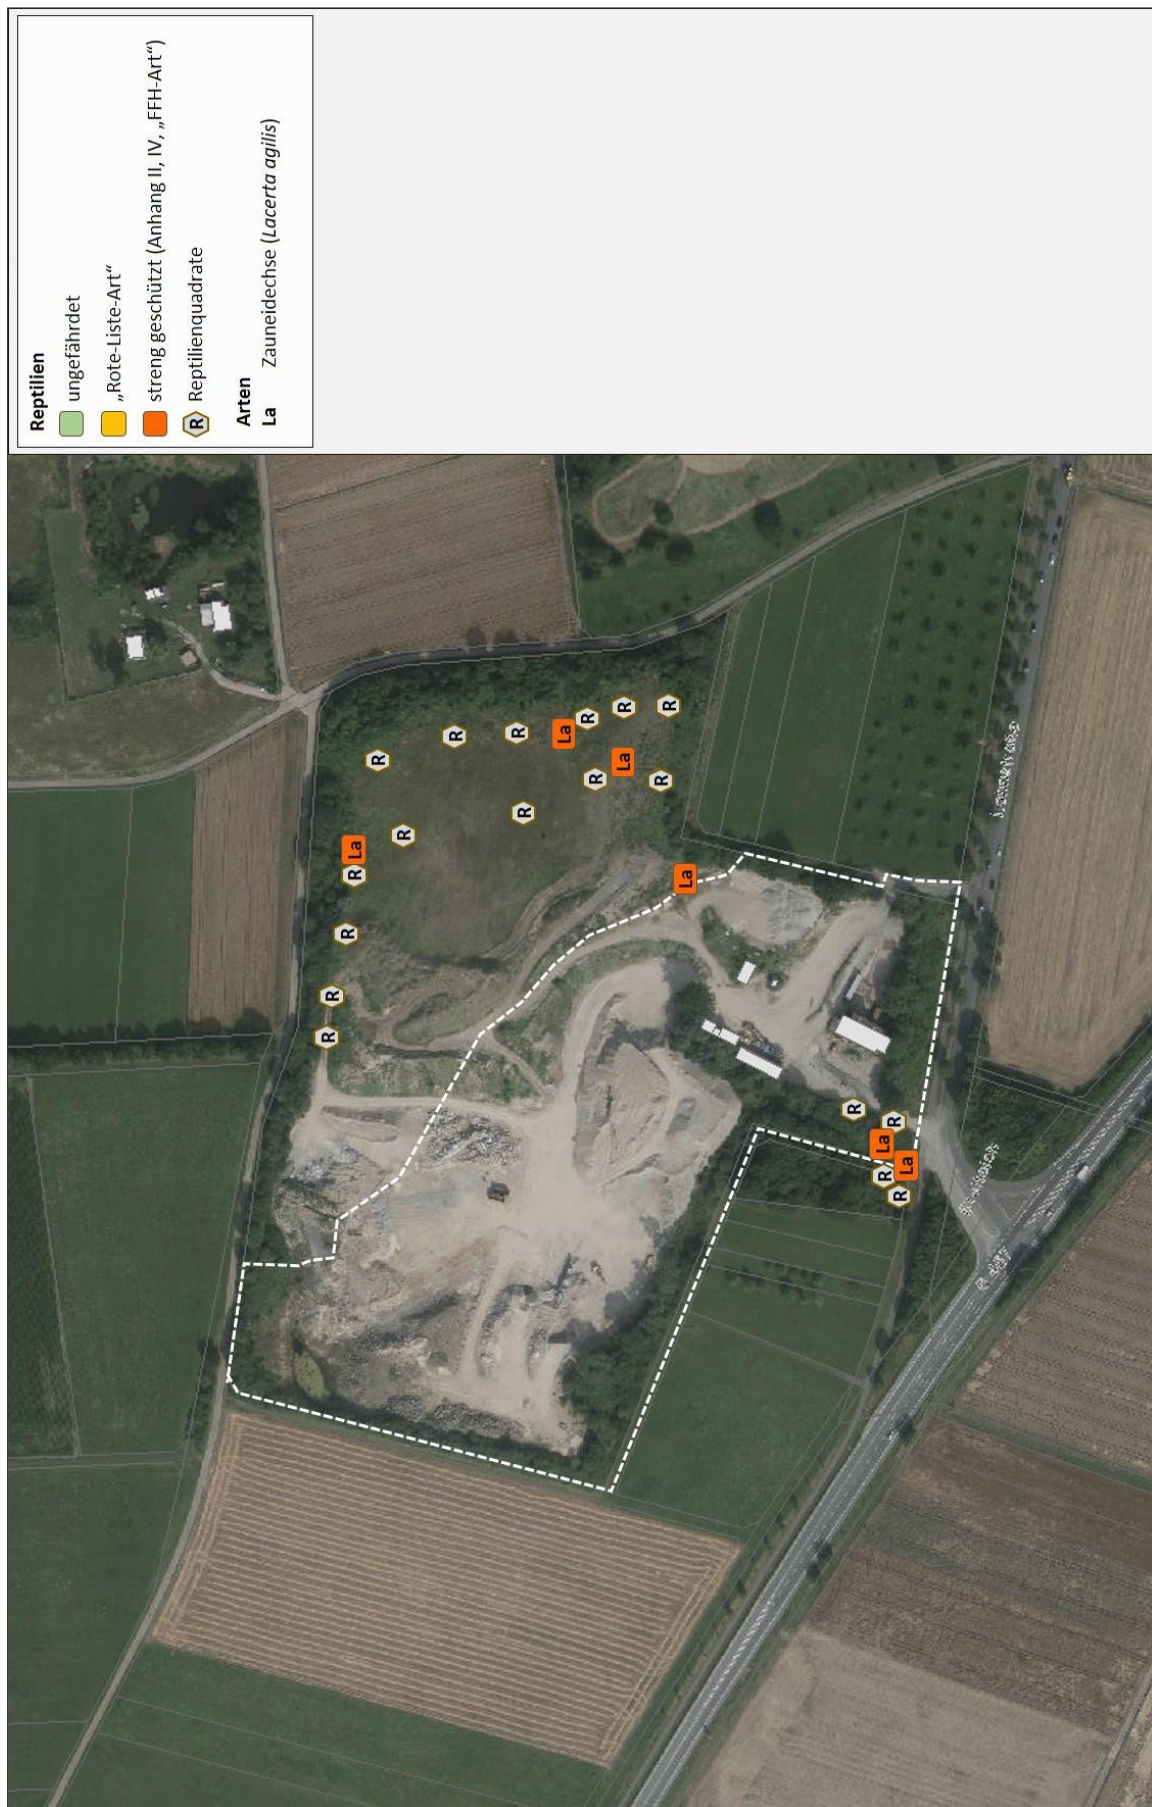 Reptilien
ungefährdet
„Rote-Liste-Art“
streng geschützt (Anhang II, IV, „FFH-Art“)
R Reptilienquadrate
Arten
La Zauneidechse (Lacerta agilis)
R
R
R
R
La
R
R
R
R
R
La
R
R
R
R
La
R
La
R
R
La
La
R
R